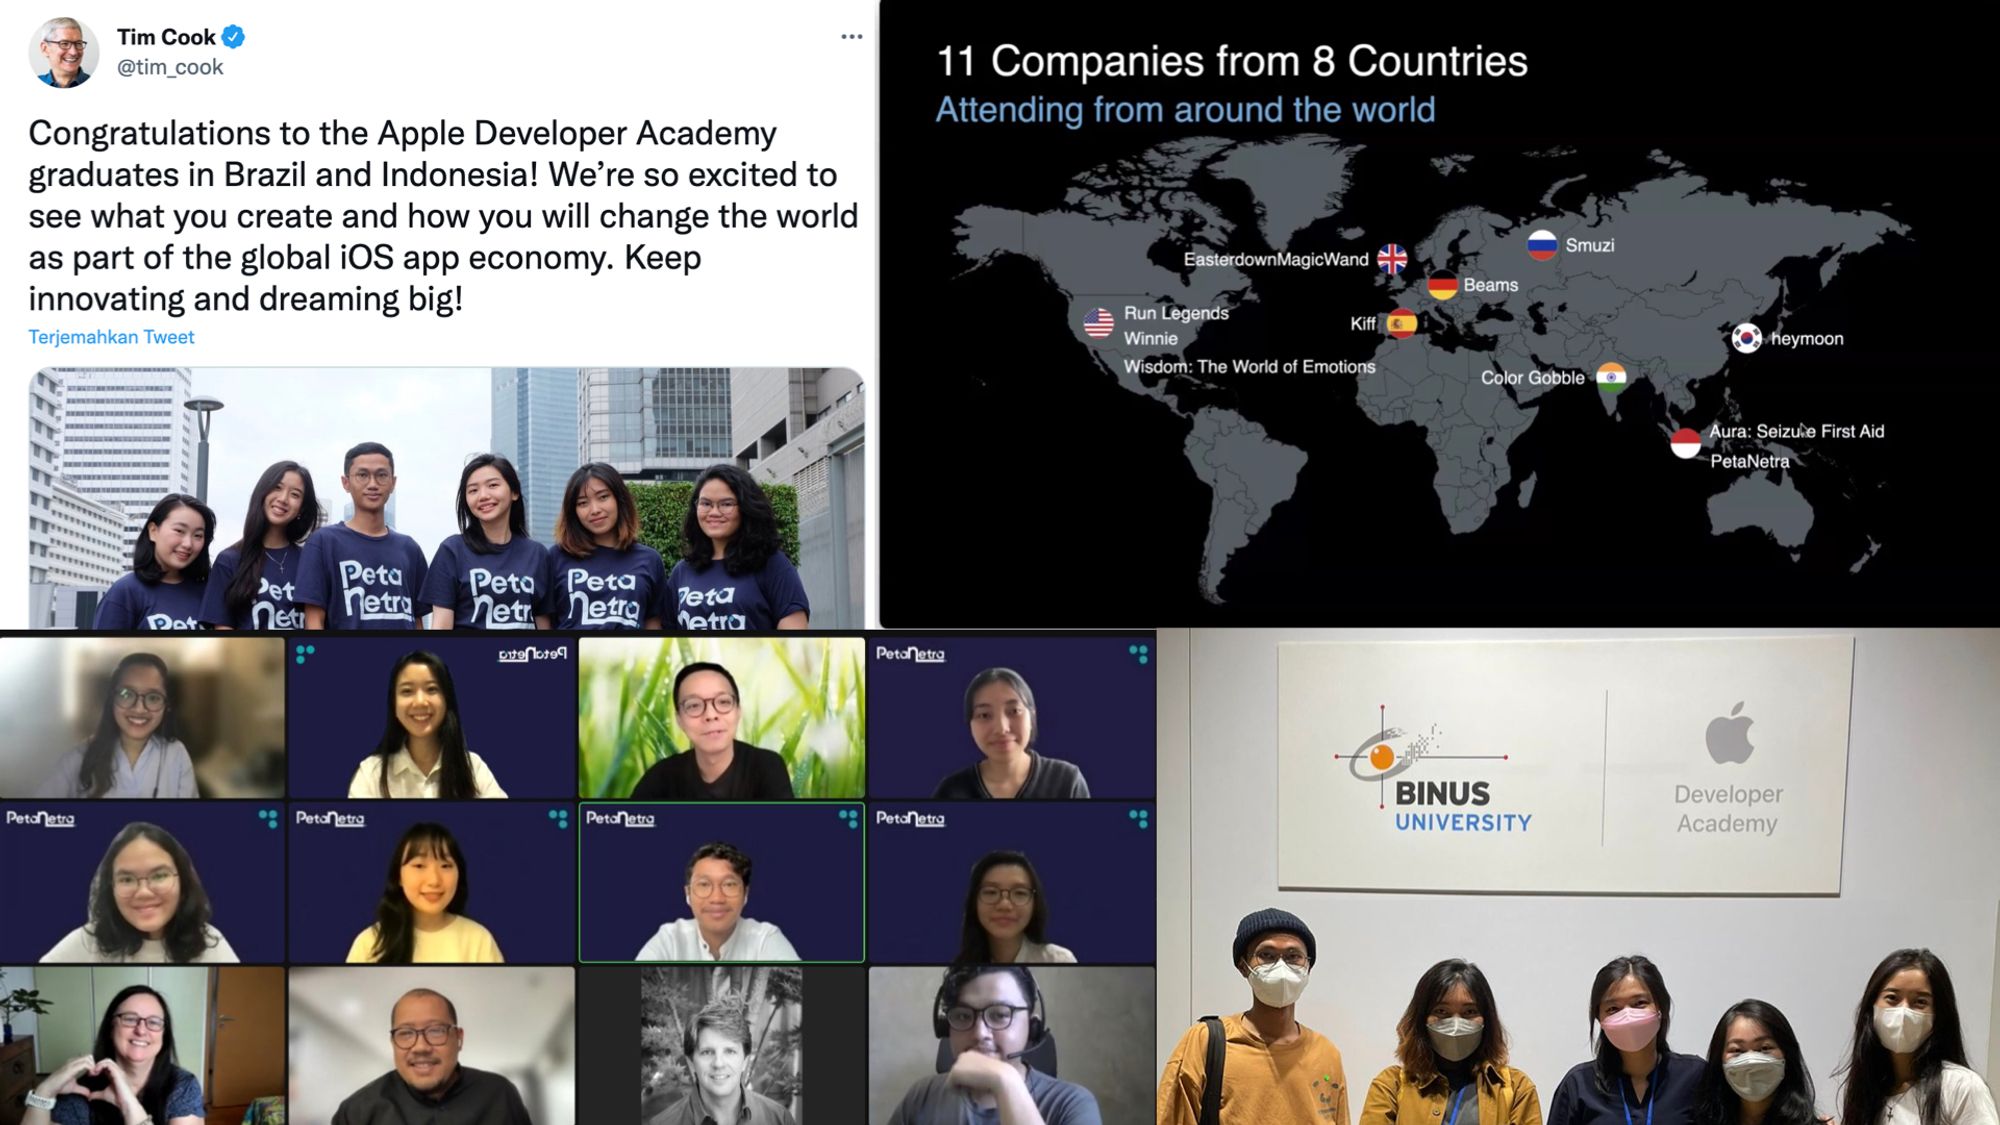 Tim Cook
@tim_cook
Congratulations to the Apple Developer Academy
graduates in Brazil and Indonesia! We’re so excited to
see what you create and how you will change the world
as part of the global iOS app economy. Keep
innovating and dreaming big!
Terjemahkan Tweet
Peta
Netra
Peta
Netra
Peta
Netra
Peta
Netra
11 Companies from 8 Countries
Attending from around the world
EasterdownMagicWand
Smuzi
Beams
Run Legends
Winnie
Wisdom: The World of Emotions
Kiff
heymoon
Color Gobble
Aura: Seizure First Aid
PetaNetra
PetaNetra
PetaNetra
PetaNetra
PetaNetra
PetaNetra
PetaNetra
BINUS
UNIVERSITY
Developer
Academy